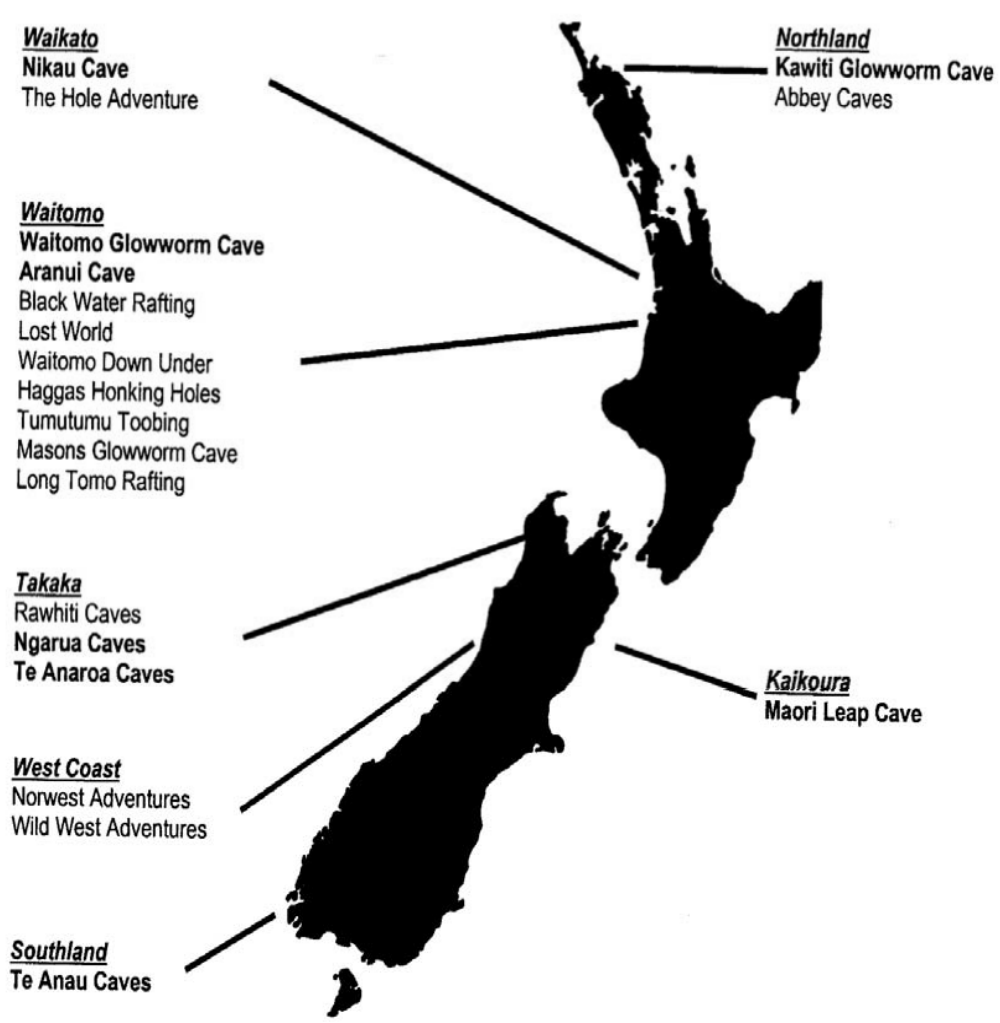 Waikato
Nikau Cave
The Hole Adventure
Northland
Kawiti Glowworm Cave
Abbey Caves
Waitomo
Waitomo Glowworm Cave
Aranui Cave
Black Water Rafting
Lost World
Waitomo Down Under
Haggas Honking Holes
Tumutumu Toobing
Masons Glowworm Cave
Long Tomo Rafting
Takaka
Rawhiti Caves
Ngarua Caves
Te Anaroa Caves
Kaikoura
Maori Leap Cave
West Coast
Norwest Adventures
Wild West Adventures
Southland
Te Anau Caves